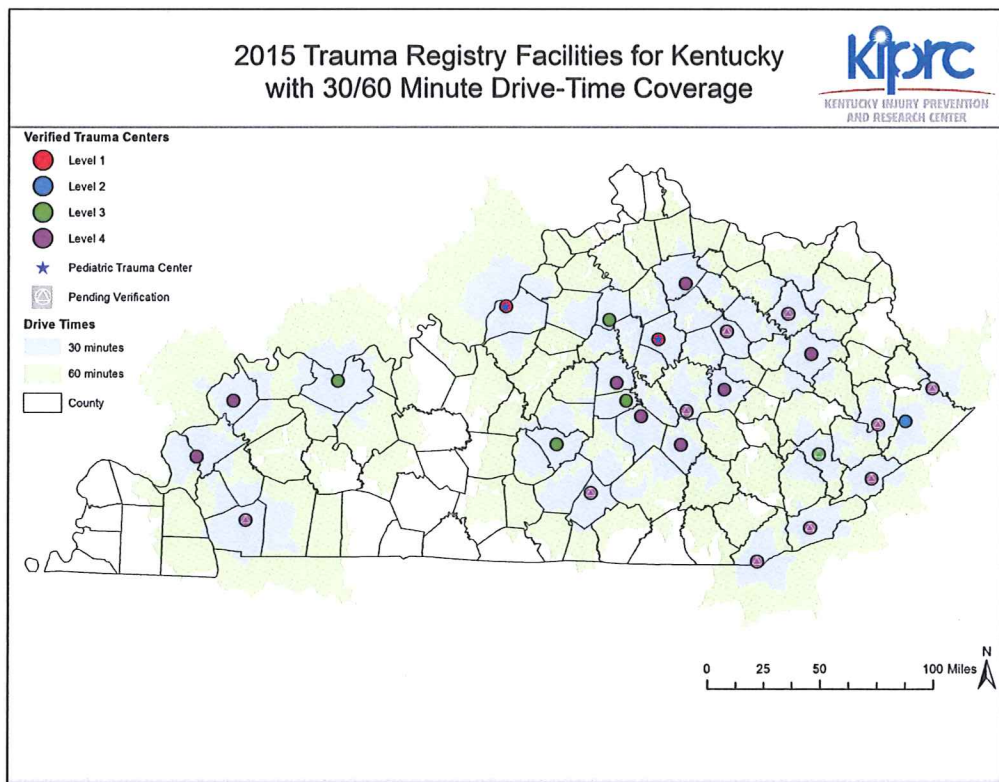 2015 Trauma Registry Facilities for Kentucky
with 30/60 Minute Drive-Time Coverage
kiprc
KENTUCKY INJURY PREVENTION
AND RESEARCH CENTER
Verified Trauma Centers
Level 1
Level 2
Level 3
Level 4
Pediatric Trauma Center
Pending Verification
Drive Times
30 minutes
60 minutes
County
N
0 25 50 100 Miles